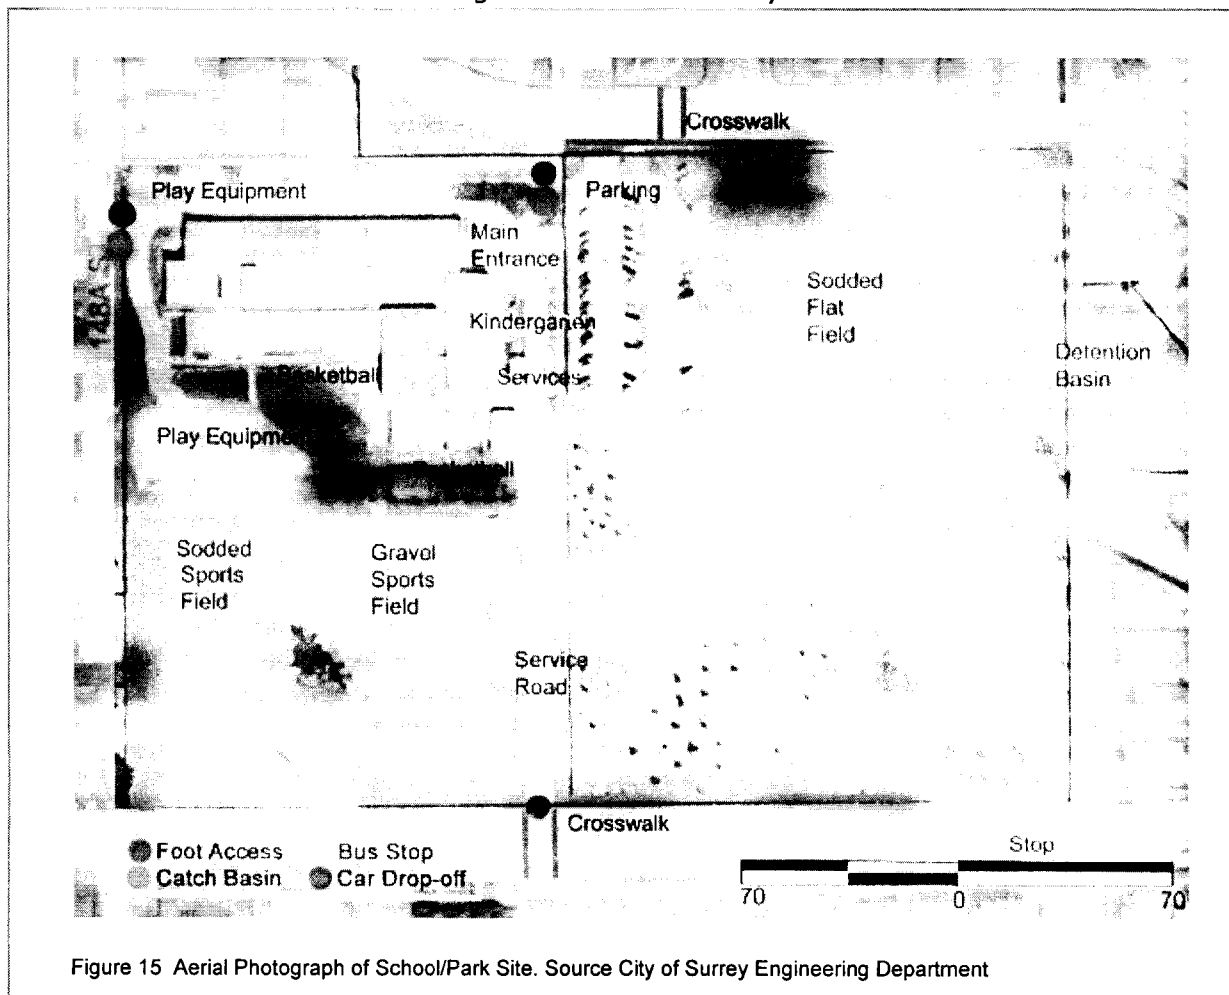 Crosswalk
Play Equipment
Parking
Main
Entrance
148A S
Sodded
Flat
Field
Kindergarten
Detention
Basin
Basketball
Services
Play Equipment
Basketball
Sodded
Sports
Field
Gravel
Sports
Field
Service
Road
Crosswalk
Foot Access
Bus Stop
Catch Basin
Car Drop-off
Stop
70
0
70
Figure 15 Aerial Photograph of School/Park Site. Source City of Surrey Engineering Department